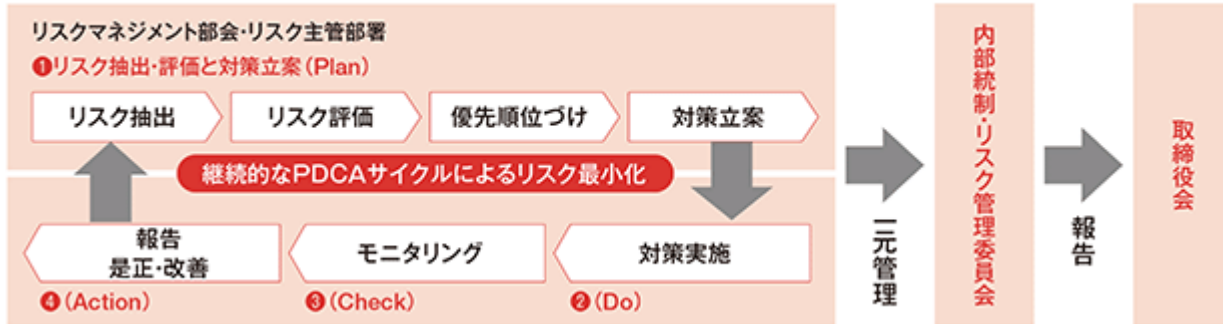 リスクマネジメント部会・リスク主管部署
❶リスク抽出・評価と対策立案(Plan)
リスク抽出
リスク評価
優先順位づけ
対策立案
継続的なPDCAサイクルによるリスク最小化
報告
是正・改善
モニタリング
対策実施
❹(Action)
❸(Check)
❷(Do)
一元管理
内部統制・リスク管理委員会
報告
取締役会